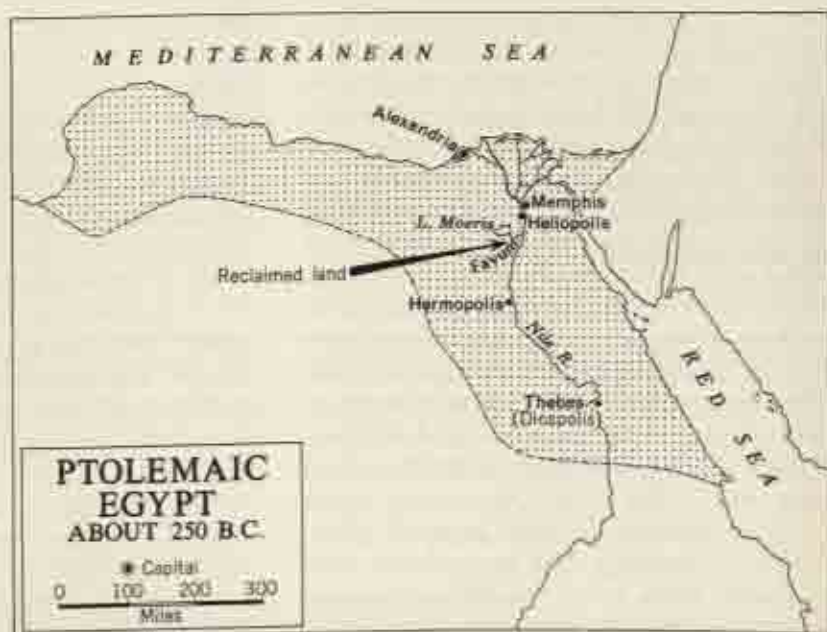 MEDITERRANEAN SEA
Alexandria
Memphis
Heliopolis
L. Moeris
Fayum
Reclaimed land
Hermopolis
Nile R.
RED SEA
Thebes
(Diospolis)
PTOLEMAIC
EGYPT
ABOUT 250 B.C.
Capital
0 100 200 300
Miles